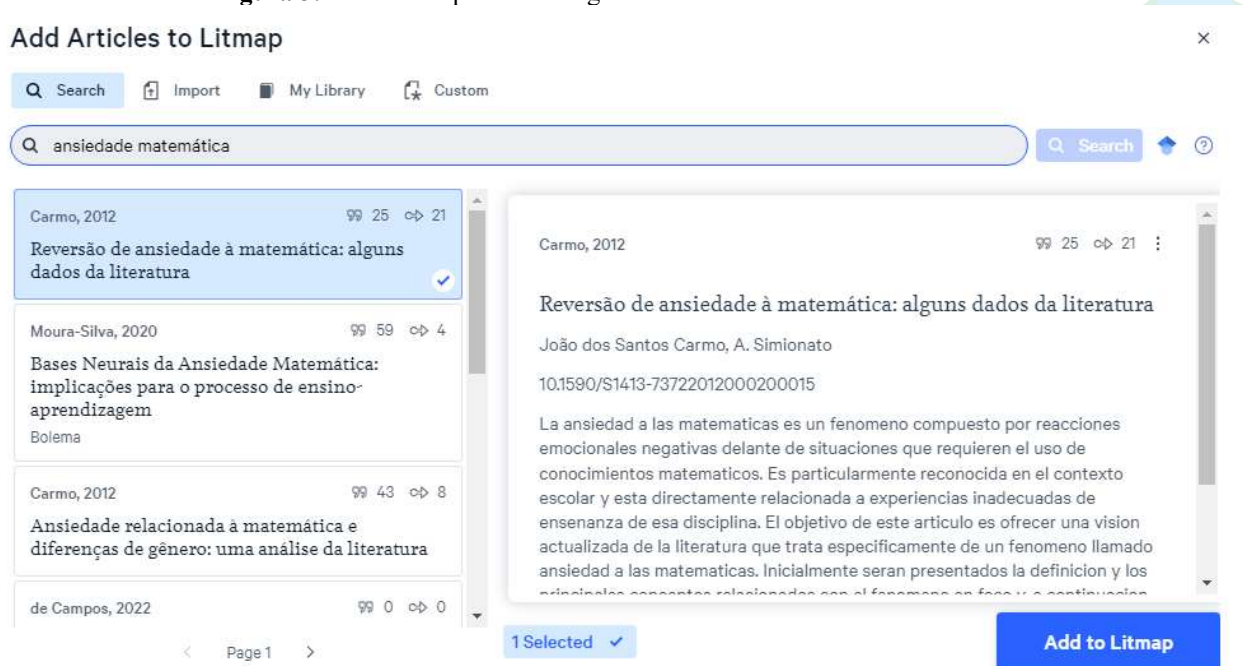 Add Articles to Litmap
Search Import My Library Custom
ansiedade matemática
Search
Carmo, 2012 25 21
Reversão de ansiedade à matemática: alguns
dados da literatura
Moura-Silva, 2020 59 4
Bases Neurais da Ansiedade Matemática:
implicações para o processo de ensino-
aprendizagem
Bolema
Carmo, 2012 43 8
Ansiedade relacionada à matemática e
diferenças de gênero: uma análise da literatura
de Campos, 2022 0 0
Page 1
Carmo, 2012 25 21
Reversão de ansiedade à matemática: alguns dados da literatura
João dos Santos Carmo, A. Simionato
10.1590/S1413-73722012000200015
La ansiedad a las matematicas es un fenomeno compuesto por reacciones
emocionales negativas delante de situaciones que requieren el uso de
conocimientos matematicos. Es particularmente reconocida en el contexto
escolar y esta directamente relacionada a experiencias inadecuadas de
ensenanza de esa disciplina. El objetivo de este articulo es ofrecer una vision
actualizada de la literatura que trata especificamente de un fenomeno llamado
ansiedad a las matematicas. Inicialmente seran presentados la definicion y los
1 Selected
Add to Litmap